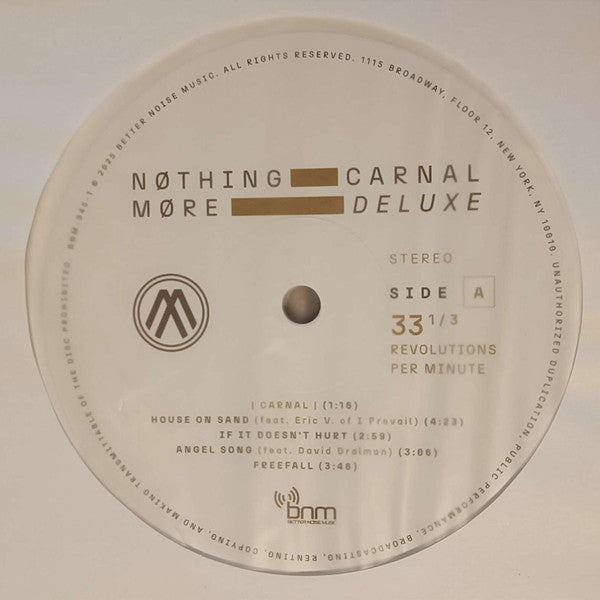 BNM-945-1 ℗ 2025 BETTER NOISE MUSIC. ALL RIGHTS RESERVED. 1115 BROADWAY, FLOOR 12, NEW YORK, NY 10010. UNAUTHORIZED DUPLICATION, PUBLIC PERFORMANCE, BROADCASTING, RENTING, COPYING, AND MAKING TRANSMITTABLE OF THE DISC PROHIBITED.
NØTHING CARNAL
MØRE DELUXE
STEREO
SIDE A
33 1/3
REVOLUTIONS
PER MINUTE
| CARNAL | (1:16)
HOUSE ON SAND (feat. Eric V. of I Prevail) (4:23)
IF IT DOESN'T HURT (2:59)
ANGEL SONG (feat. David Draiman) (3:06)
FREEFALL (3:46)
bnm
BETTER NOISE MUSIC